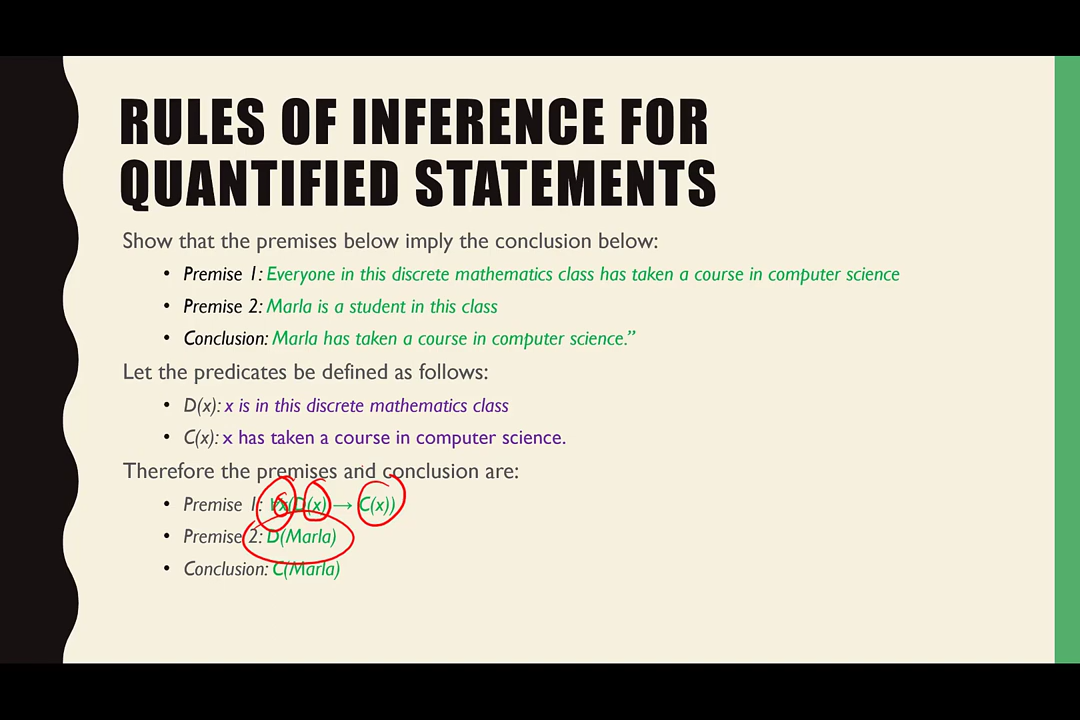 RULES OF INFERENCE FOR
QUANTIFIED STATEMENTS
Show that the premises below imply the conclusion below:
• Premise 1: Everyone in this discrete mathematics class has taken a course in computer science
• Premise 2: Marla is a student in this class
• Conclusion: Marla has taken a course in computer science.”
Let the predicates be defined as follows:
• D(x): x is in this discrete mathematics class
• C(x): x has taken a course in computer science.
Therefore the premises and conclusion are:
• Premise 1: ∀x(D(x) → C(x))
• Premise 2: D(Marla)
• Conclusion: C(Marla)